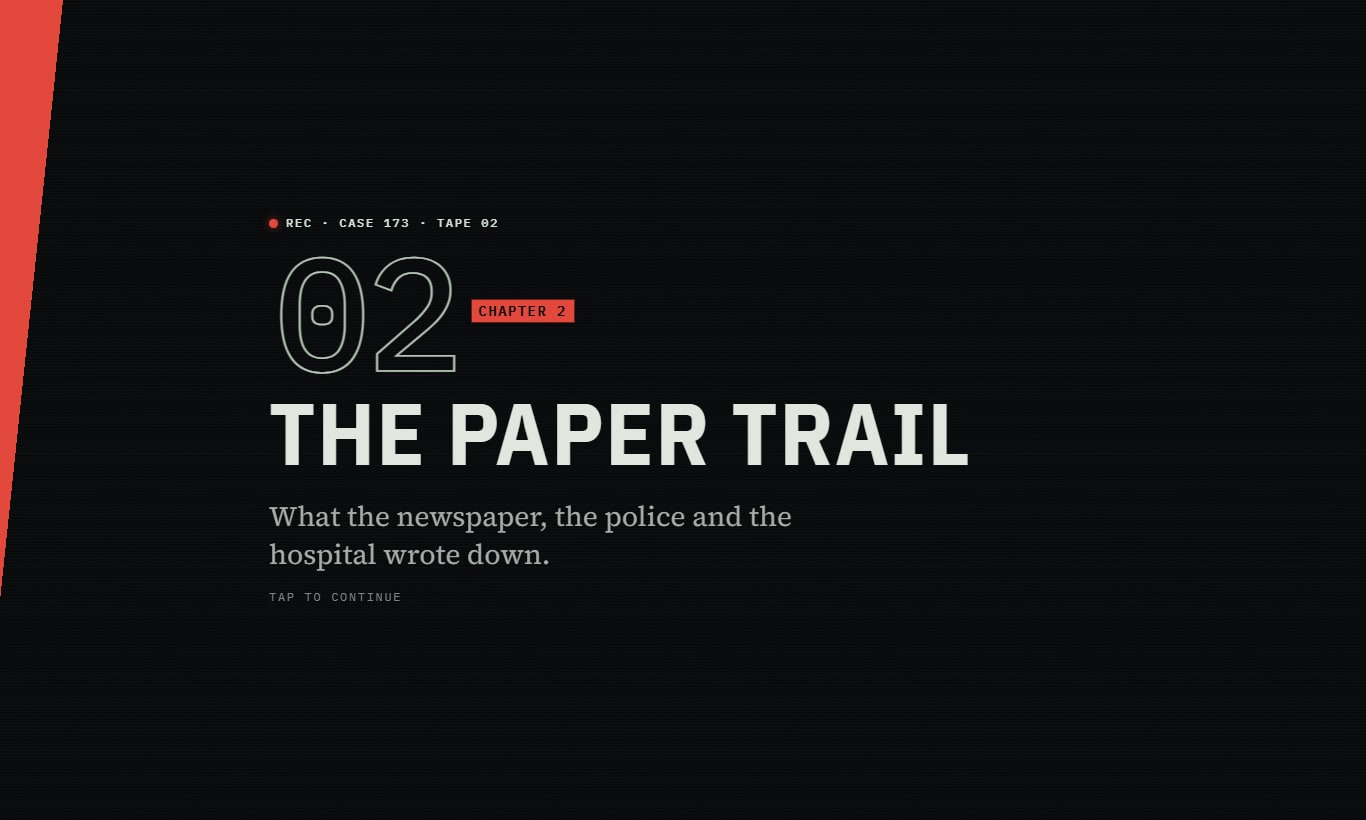 REC · CASE 173 · TAPE 02
02
CHAPTER 2
THE PAPER TRAIL
What the newspaper, the police and the
hospital wrote down.
TAP TO CONTINUE